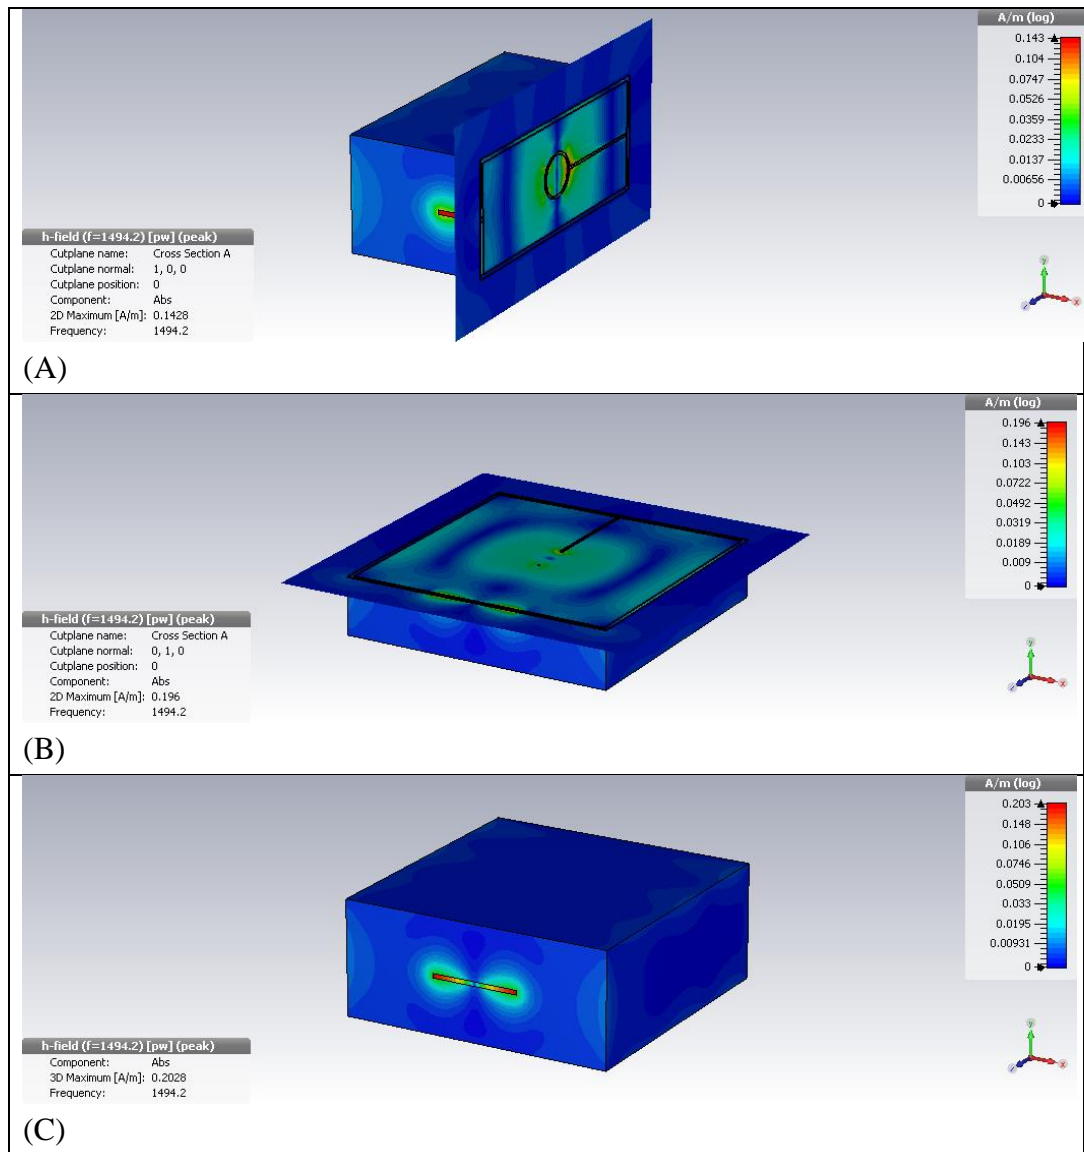 A/m (log)
0.143
0.104
0.0747
0.0526
0.0359
0.0233
0.0137
0.00656
0
h-field (f=1494.2) [pw] (peak)
Cutplane name: Cross Section A
Cutplane normal: 1, 0, 0
Cutplane position: 0
Component: Abs
2D Maximum [A/m]: 0.1428
Frequency: 1494.2
y
z
x
(A)
A/m (log)
0.196
0.143
0.103
0.0722
0.0492
0.0319
0.0189
0.009
0
h-field (f=1494.2) [pw] (peak)
Cutplane name: Cross Section A
Cutplane normal: 0, 1, 0
Cutplane position: 0
Component: Abs
2D Maximum [A/m]: 0.196
Frequency: 1494.2
y
z
x
(B)
A/m (log)
0.203
0.148
0.106
0.0746
0.0509
0.033
0.0195
0.00931
0
h-field (f=1494.2) [pw] (peak)
Component: Abs
3D Maximum [A/m]: 0.2028
Frequency: 1494.2
y
z
x
(C)